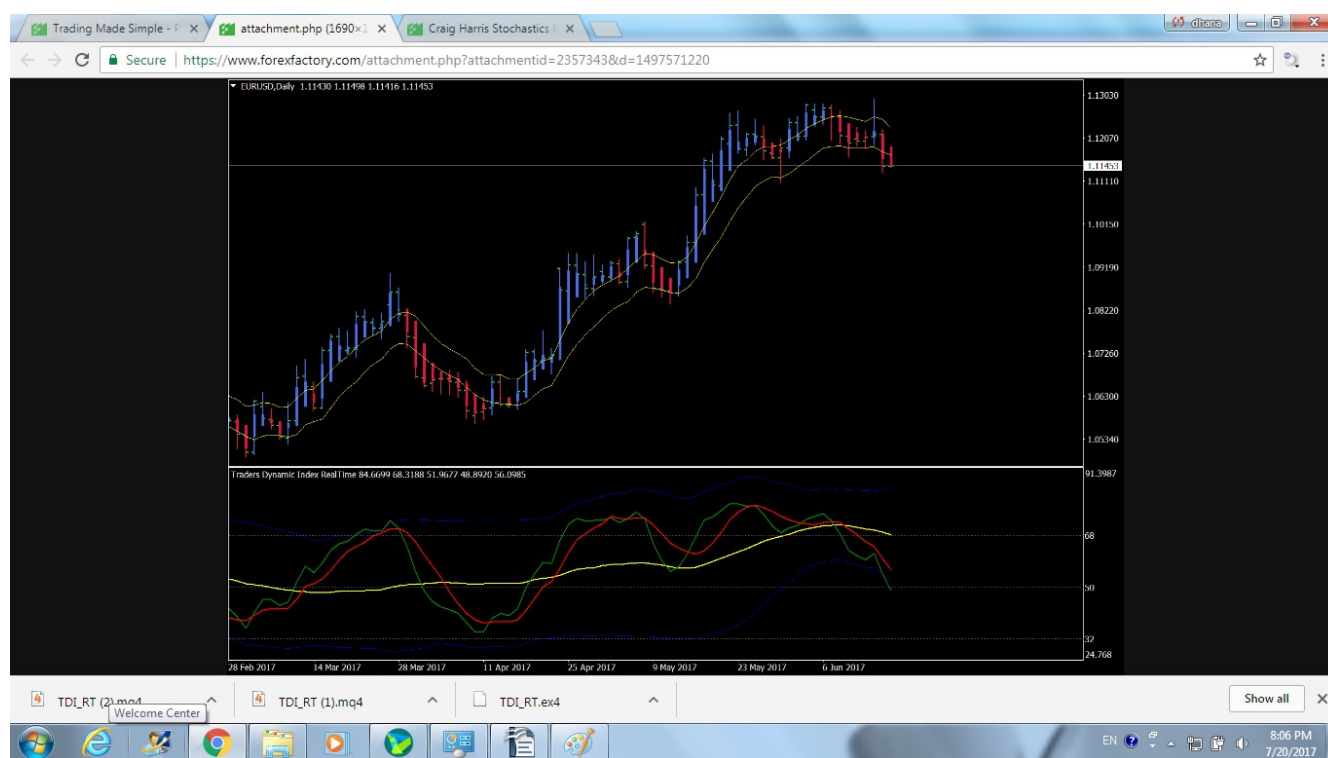 Trading Made Simple - P
attachment.php (1690×1
Craig Harris Stochastics
dhana
Secure
https://www.forexfactory.com/attachment.php?attachmentid=2357343&d=1497571220
EURUSD,Daily 1.11430 1.11498 1.11416 1.11453
1.13030
1.12070
1.11453
1.11110
1.10150
1.09190
1.08220
1.07260
1.06300
1.05340
Traders Dynamic Index RealTime 84.6699 68.3188 51.9677 48.8920 56.0985
91.3987
68
50
32
24.768
28 Feb 2017 14 Mar 2017 28 Mar 2017 11 Apr 2017 25 Apr 2017 9 May 2017 23 May 2017 6 Jun 2017
TDI_RT (2).mq4 TDI_RT (1).mq4 TDI_RT.ex4 Show all
Welcome Center
EN
8:06 PM
7/20/2017